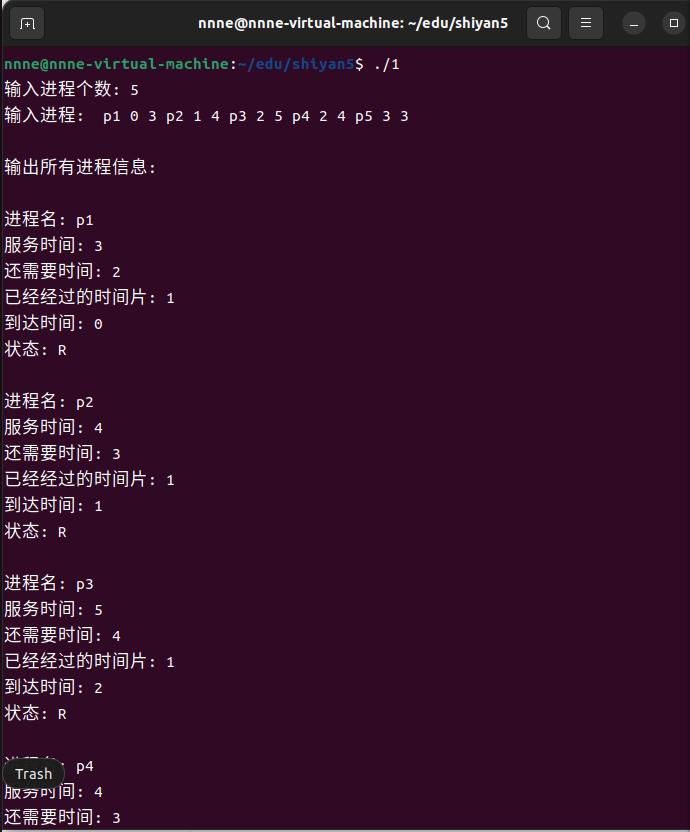 nnne@nnne-virtual-machine: ~/edu/shiyan5
nnne@nnne-virtual-machine:~/edu/shiyan5$ ./1
输入进程个数: 5
输入进程:  p1 0 3 p2 1 4 p3 2 5 p4 2 4 p5 3 3
输出所有进程信息:
进程名: p1
服务时间: 3
还需要时间: 2
已经经过的时间片: 1
到达时间: 0
状态: R
进程名: p2
服务时间: 4
还需要时间: 3
已经经过的时间片: 1
到达时间: 1
状态: R
进程名: p3
服务时间: 5
还需要时间: 4
已经经过的时间片: 1
到达时间: 2
状态: R
p4
Trash
服务时间: 4
还需要时间: 3